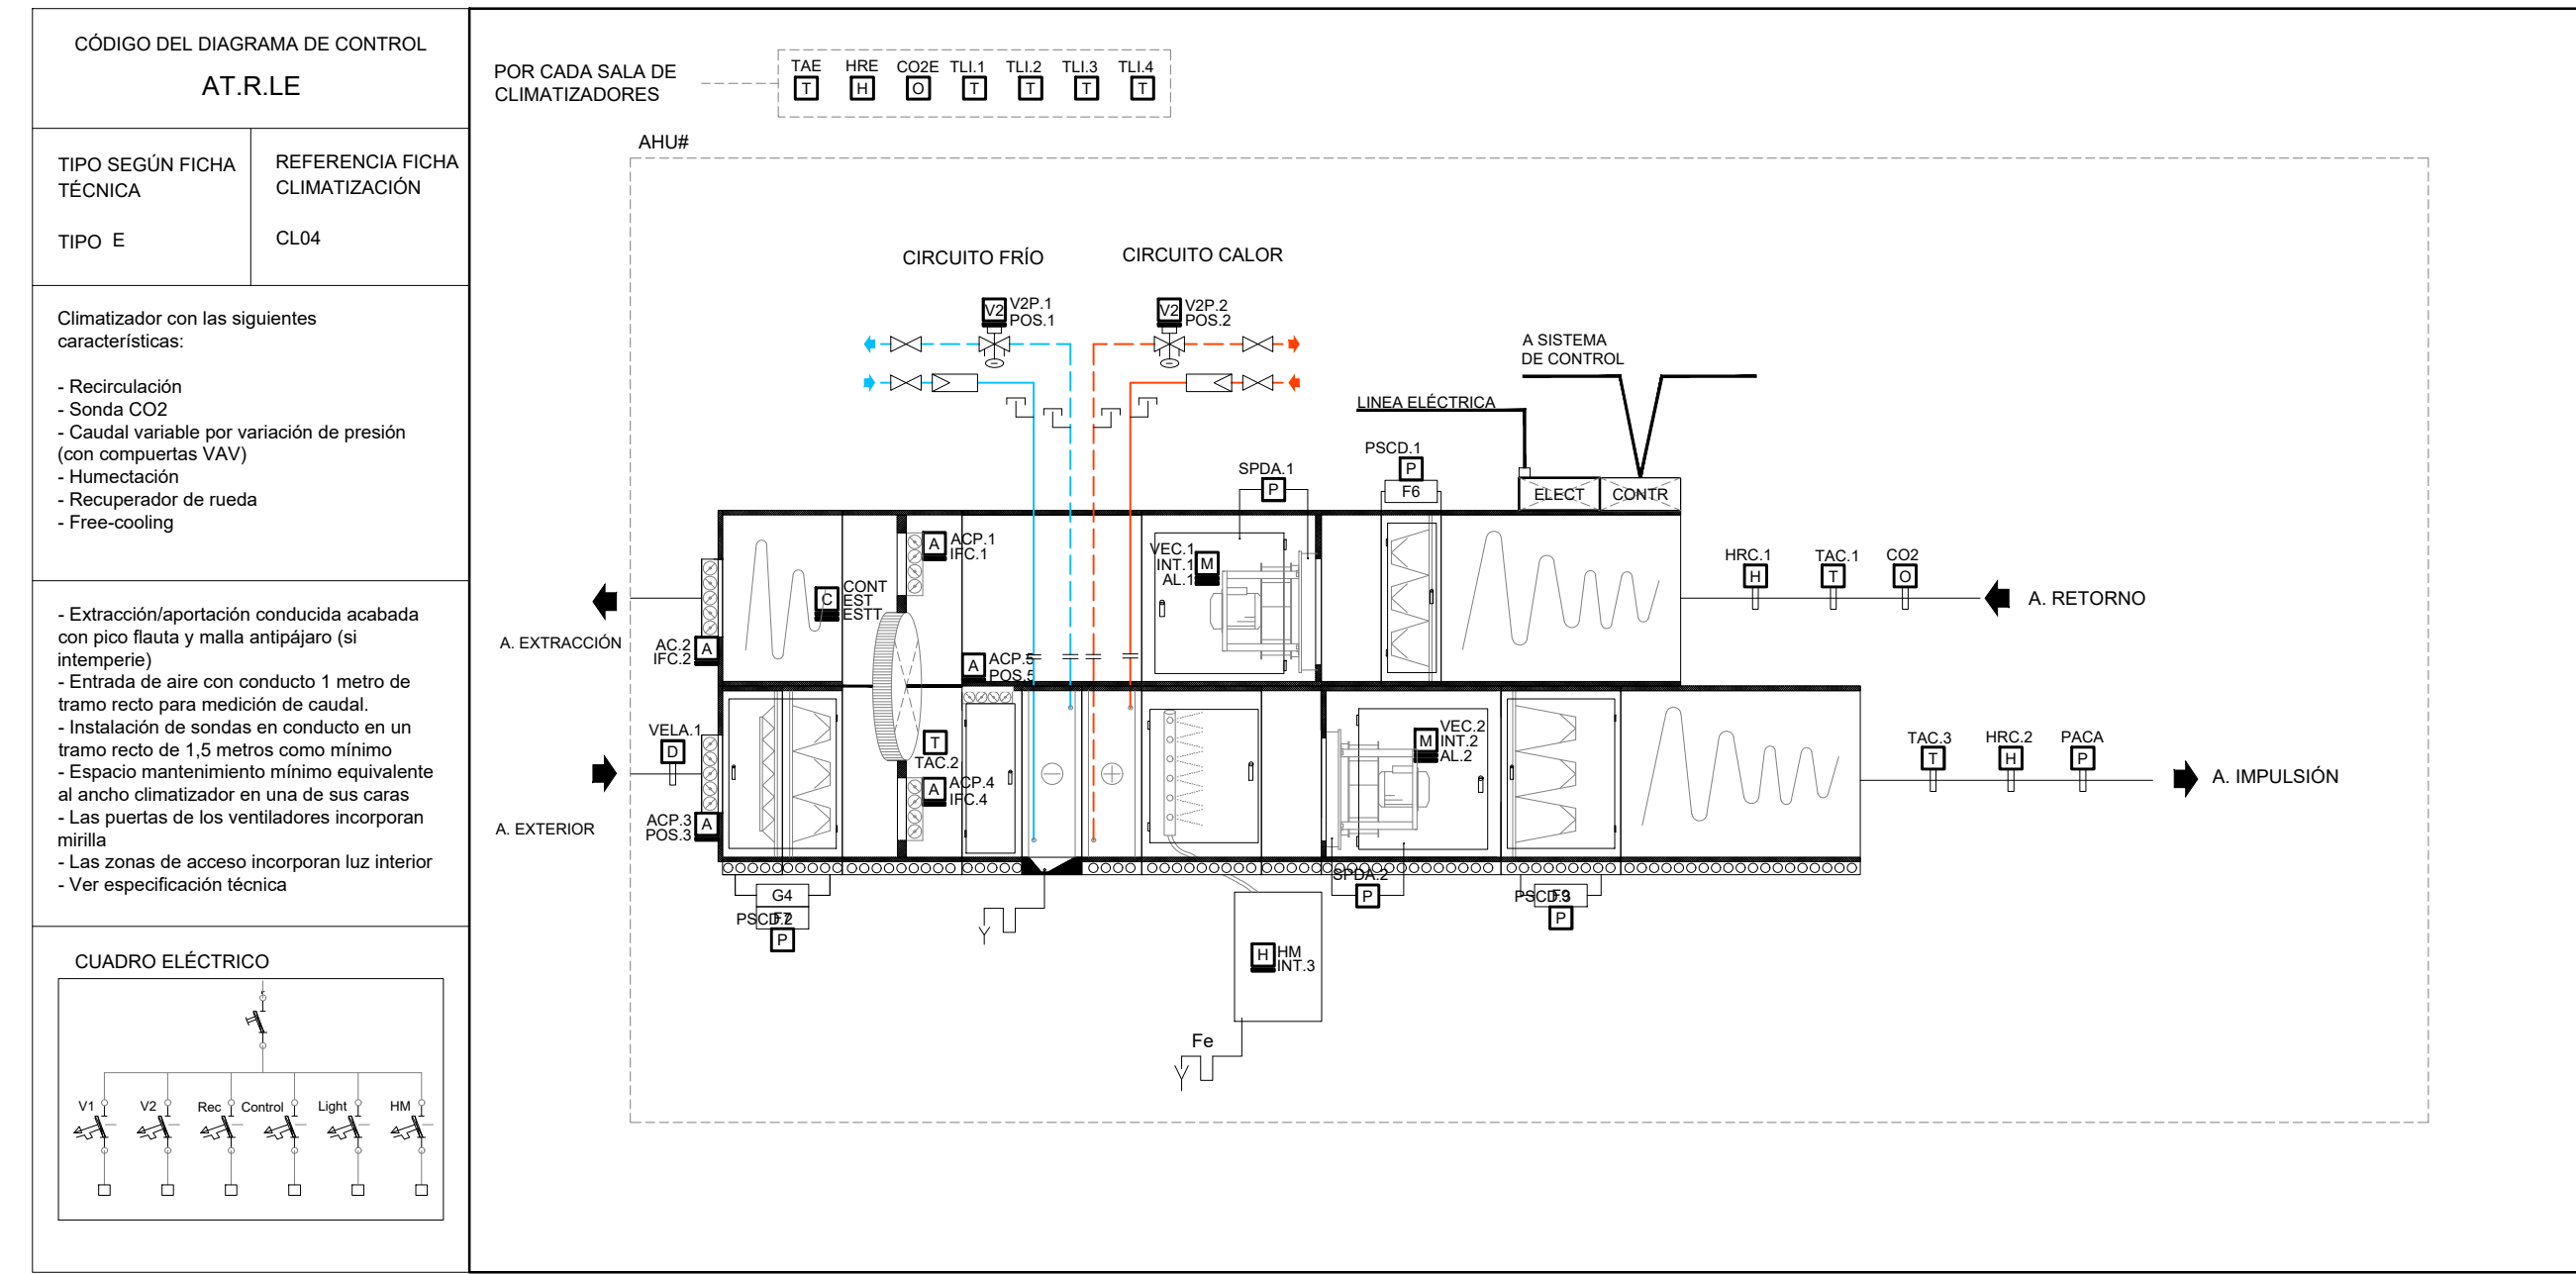 CÓDIGO DEL DIAGRAMA DE CONTROL
AT.R.LE
TIPO SEGÚN FICHA
TÉCNICA
TIPO E
REFERENCIA FICHA
CLIMATIZACIÓN
CL04
Climatizador con las siguientes
características:
- Recirculación
- Sonda CO2
- Caudal variable por variación de presión
(con compuertas VAV)
- Humectación
- Recuperador de rueda
- Free-cooling
- Extracción/aportación conducida acabada
con pico flauta y malla antipájaro (si
intemperie)
- Entrada de aire con conducto 1 metro de
tramo recto para medición de caudal.
- Instalación de sondas en conducto en un
tramo recto de 1,5 metros como mínimo
- Espacio mantenimiento mínimo equivalente
al ancho climatizador en una de sus caras
- Las puertas de los ventiladores incorporan
mirilla
- Las zonas de acceso incorporan luz interior
- Ver especificación técnica
CUADRO ELÉCTRICO
V1 V2 Rec Control Light HM
POR CADA SALA DE
CLIMATIZADORES
TAE HRE CO2E TLI.1 TLI.2 TLI.3 TLI.4
T H O T T T T
AHU#
CIRCUITO FRÍO
CIRCUITO CALOR
V2 V2P.1
POS.1
V2 V2P.2
POS.2
A SISTEMA
DE CONTROL
LINEA ELÉCTRICA
PSCD.1
P
F6
SPDA.1
P
ELECT CONTR
A ACP.1
IFC.1
VEC.1
INT.1
AL.1
M
HRC.1 TAC.1 CO2
H T O
A. RETORNO
C CONT
EST
ESTT
A. EXTRACCIÓN
AC.2
IFC.2
A
A ACP.5
POS.5
VELA.1
D
T
TAC.2
M VEC.2
INT.2
AL.2
TAC.3 HRC.2 PACA
T H P
A. IMPULSIÓN
A ACP.4
IFC.4
A. EXTERIOR
ACP.3
POS.3
A
G4
F7
PSCD.2
P
SPDA.2
P
PSCD.3
F9
P
H HM
INT.3
Fe